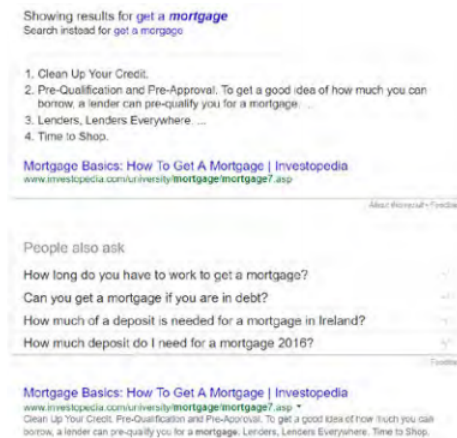 Showing results for get a mortgage
Search instead for get a morgage
1. Clean Up Your Credit.
2. Pre-Qualification and Pre-Approval. To get a good idea of how much you can
borrow, a lender can pre-qualify you for a mortgage. ...
3. Lenders, Lenders Everywhere. ...
4. Time to Shop.
Mortgage Basics: How To Get A Mortgage | Investopedia
www.investopedia.com/university/mortgage/mortgage7.asp
About this result • Feedback
People also ask
How long do you have to work to get a mortgage?
Can you get a mortgage if you are in debt?
How much of a deposit is needed for a mortgage in Ireland?
How much deposit do I need for a mortgage 2016?
Feedback
Mortgage Basics: How To Get A Mortgage | Investopedia
www.investopedia.com/university/mortgage/mortgage7.asp
Clean Up Your Credit. Pre-Qualification and Pre-Approval. To get a good idea of how much you can
borrow, a lender can pre-qualify you for a mortgage. Lenders, Lenders Everywhere. Time to Shop.